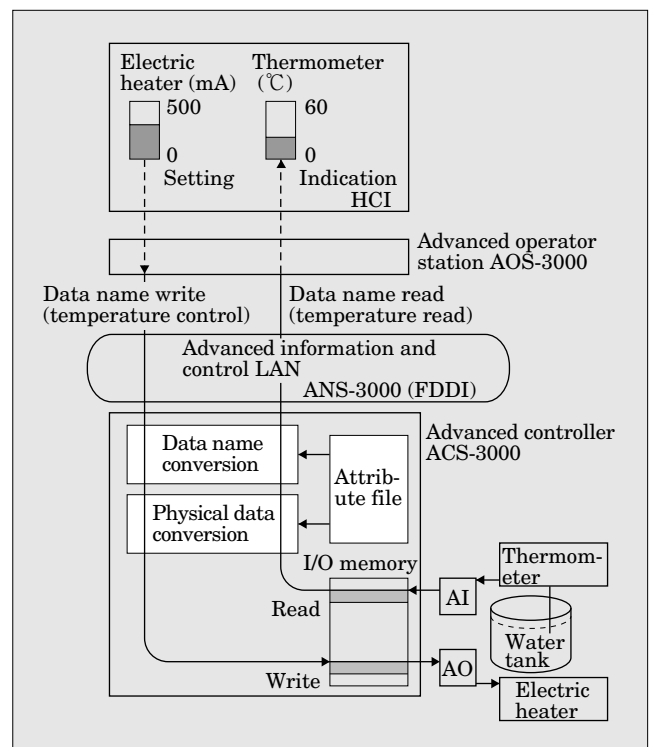 Electric
heater (mA)
Thermometer
(℃)
500
0
60
0
Setting
Indication
HCI
Advanced operator
station AOS-3000
Data name write
(temperature control)
Data name read
(temperature read)
Advanced information and
control LAN
ANS-3000 (FDDI)
Advanced controller
ACS-3000
Data name
conversion
Attrib-
ute file
Physical data
conversion
I/O memory
Read
AI
Thermom-
eter
Water
tank
Write
AO
Electric
heater